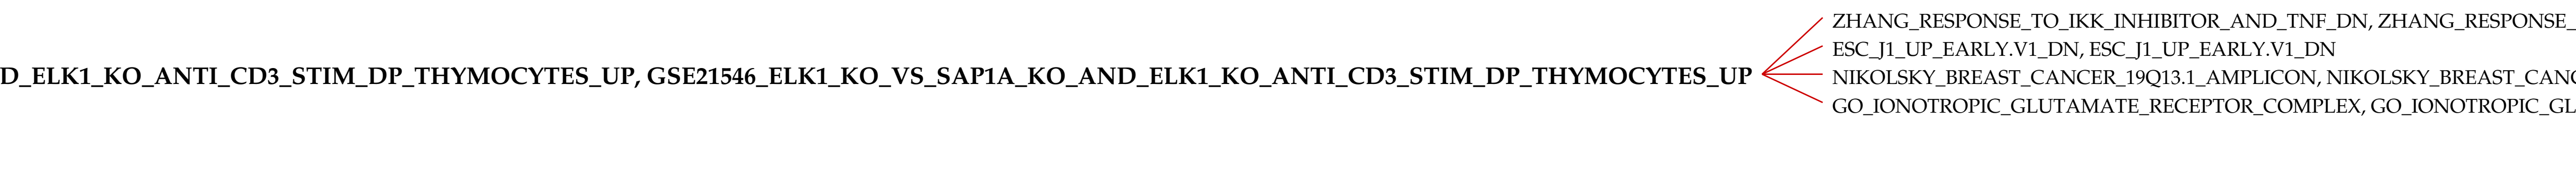 ZHANG_RESPONSE_TO_IKK_INHIBITOR_AND_TNF_DN, ZHANG_RESPONSE_
ESC_J1_UP_EARLY.V1_DN, ESC_J1_UP_EARLY.V1_DN
D_ELK1_KO_ANTI_CD3_STIM_DP_THYMOCYTES_UP, GSE21546_ELK1_KO_VS_SAP1A_KO_AND_ELK1_KO_ANTI_CD3_STIM_DP_THYMOCYTES_UP
NIKOLSKY_BREAST_CANCER_19Q13.1_AMPLICON, NIKOLSKY_BREAST_CANC
GO_IONOTROPIC_GLUTAMATE_RECEPTOR_COMPLEX, GO_IONOTROPIC_GL